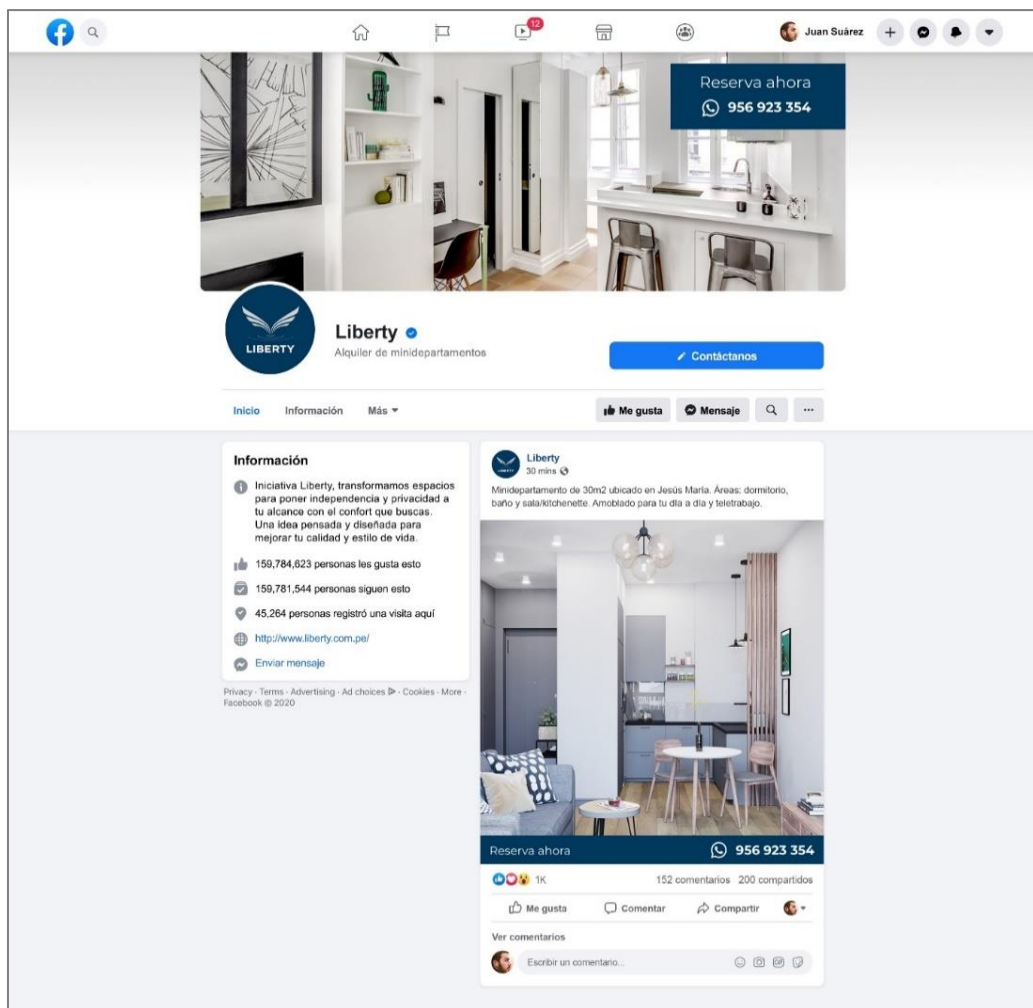 12
Juan Suárez
Reserva ahora
956 923 354
LIBERTY
Liberty
Alquiler de minidepartamentos
Contáctanos
Inicio
Información
Más
Me gusta
Mensaje
Información
Iniciativa Liberty, transformamos espacios
para poner independencia y privacidad a
tu alcance con el confort que buscas.
Una idea pensada y diseñada para
mejorar tu calidad y estilo de vida.
159,784,623 personas les gusta esto
159,781,544 personas siguen esto
45,264 personas registró una visita aquí
http://www.liberty.com.pe/
Enviar mensaje
Privacy · Terms · Advertising · Ad choices · Cookies · More ·
Facebook © 2020
LIBERTY
Liberty
30 mins
Minidepartamento de 30m2 ubicado en Jesús María. Áreas: dormitorio,
baño y sala/kitchenette. Amoblado para tu día a día y teletrabajo.
Reserva ahora
956 923 354
1K
152 comentarios
200 compartidos
Me gusta
Comentar
Compartir
Ver comentarios
Escribir un comentario...
GIF